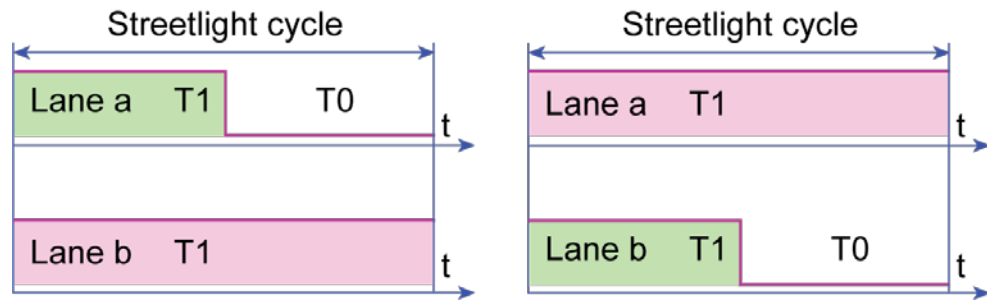 Streetlight cycle
Lane a T1 T0
t
Lane b T1
t
Streetlight cycle
Lane a T1
t
Lane b T1 T0
t